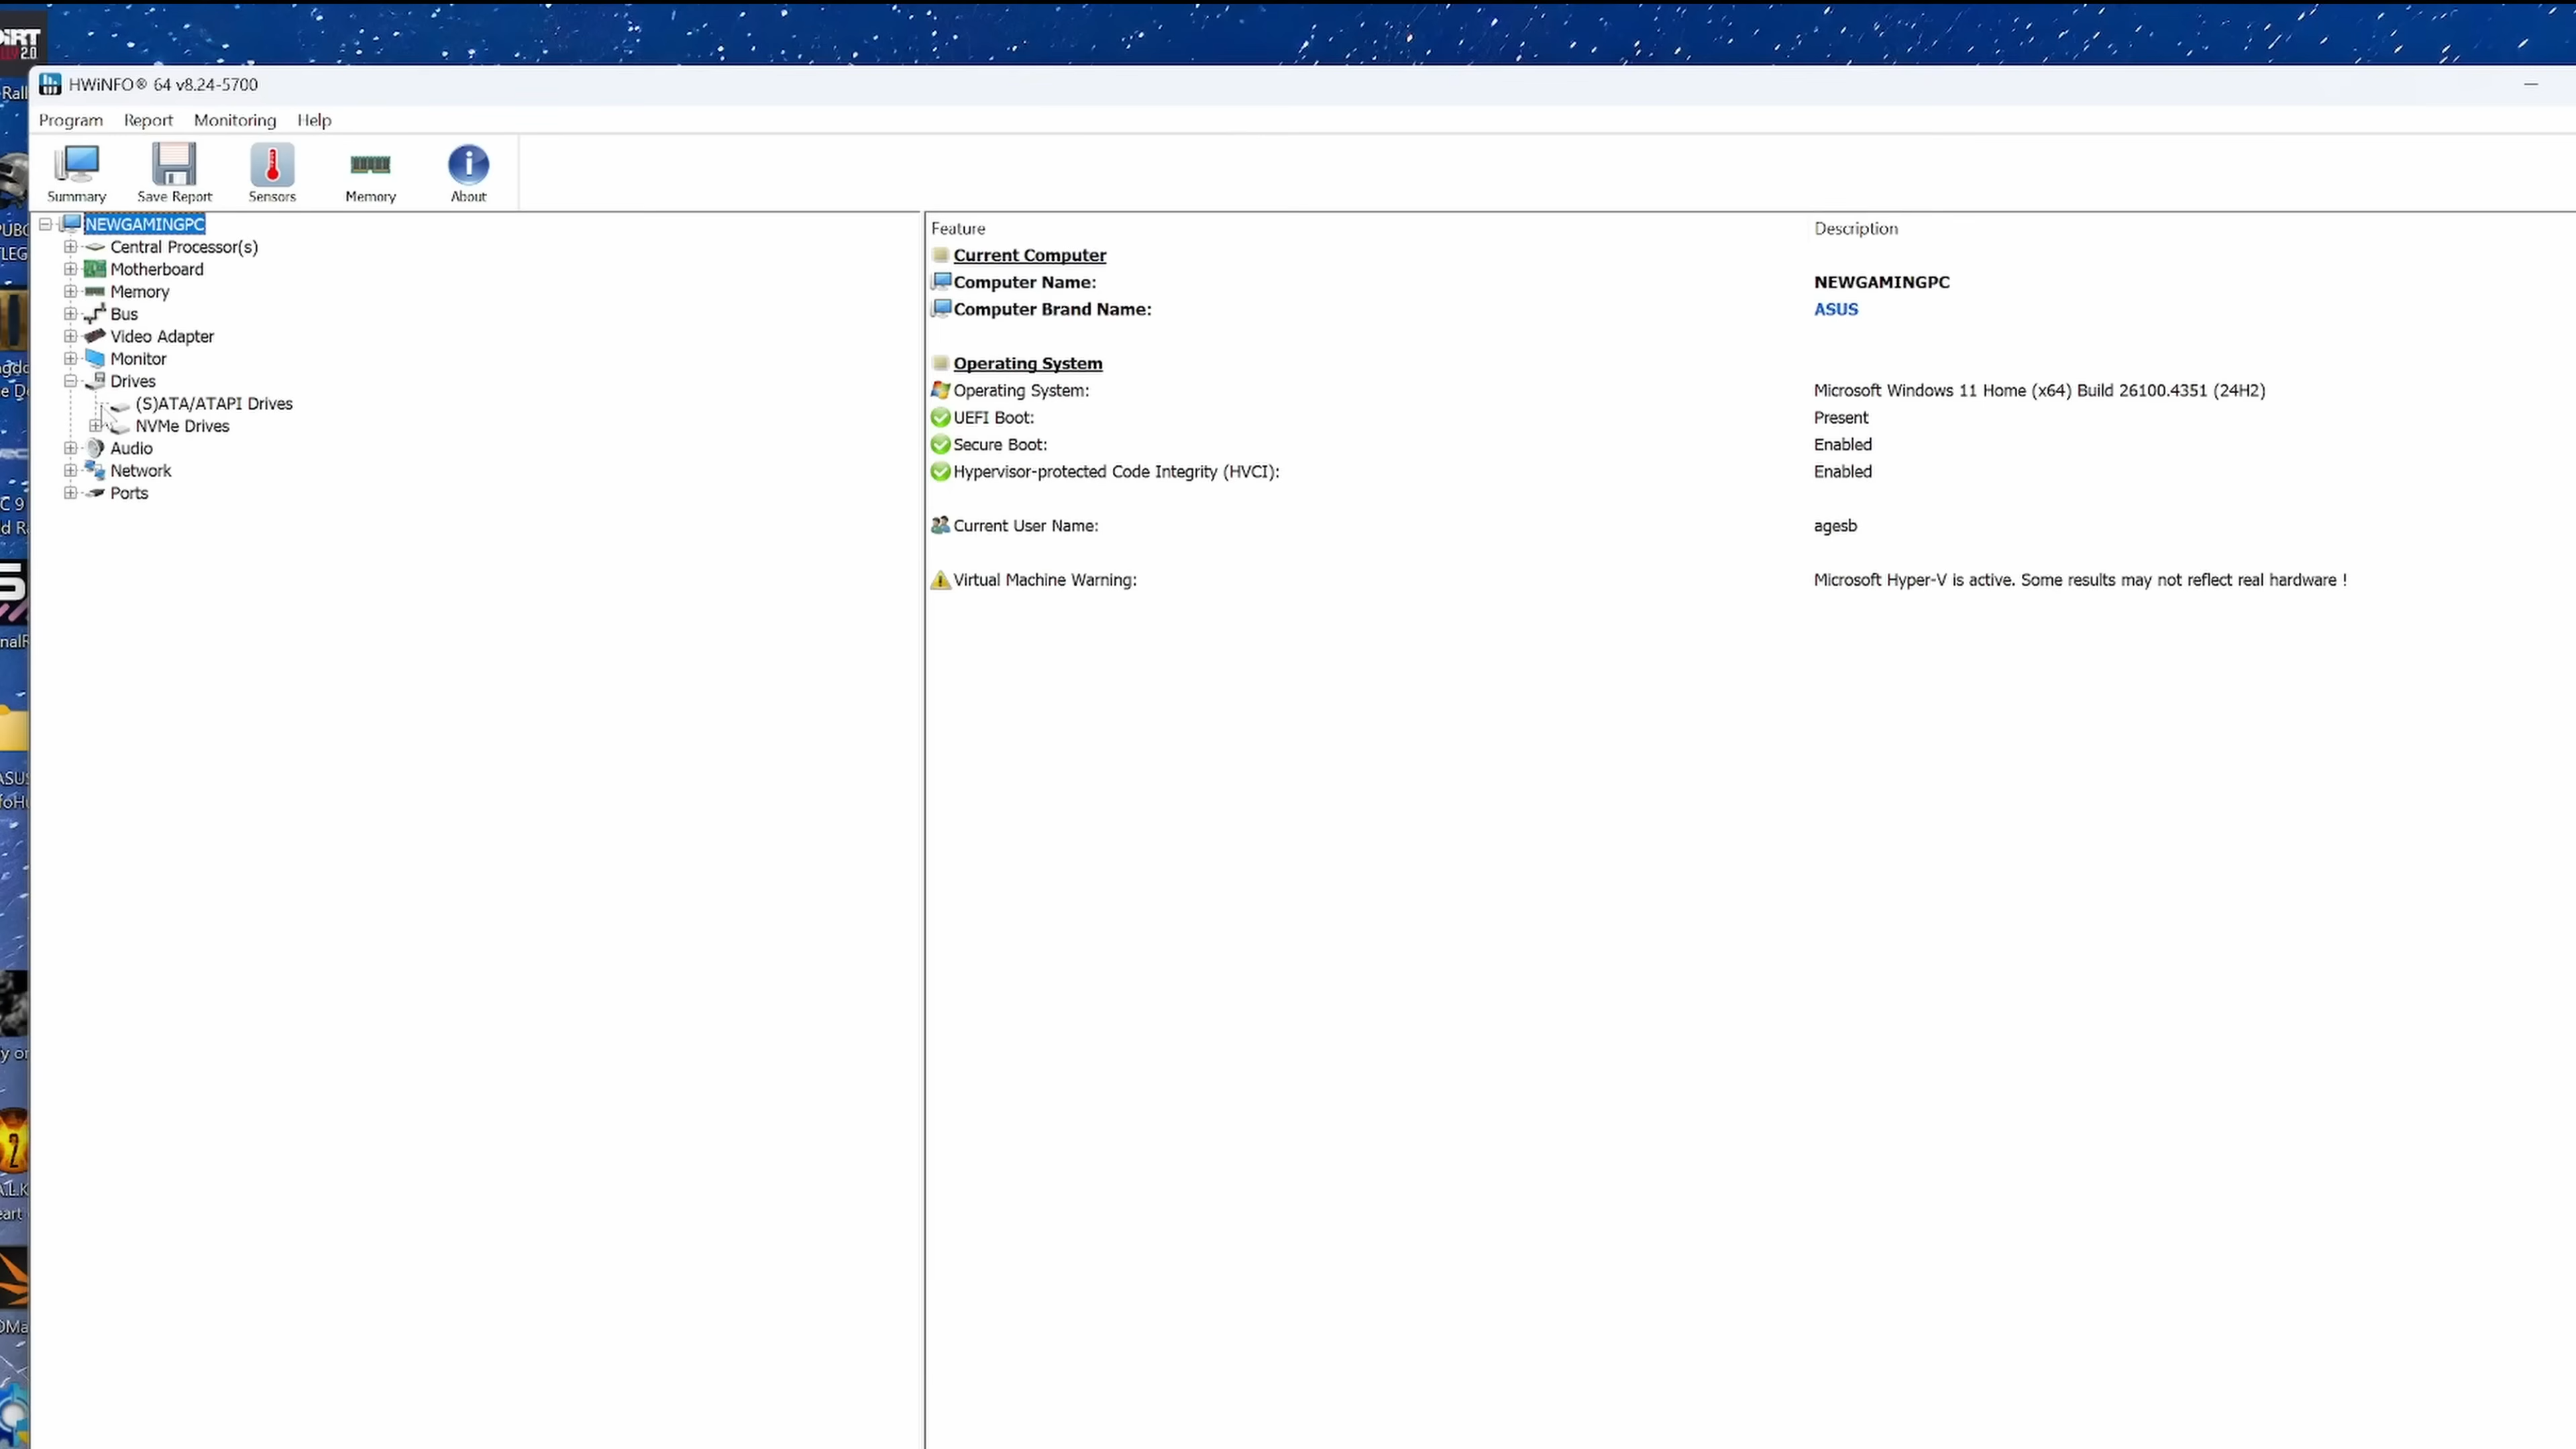 DiRT
2.0
HWiNFO® 64 v8.24-5700
Program Report Monitoring Help
Summary Save Report Sensors Memory About
NEWGAMINGPC
Central Processor(s)
Motherboard
Memory
Bus
Video Adapter
Monitor
Drives
(S)ATA/ATAPI Drives
NVMe Drives
Audio
Network
Ports
Feature Description
Current Computer
Computer Name: NEWGAMINGPC
Computer Brand Name: ASUS
Operating System
Operating System: Microsoft Windows 11 Home (x64) Build 26100.4351 (24H2)
UEFI Boot: Present
Secure Boot: Enabled
Hypervisor-protected Code Integrity (HVCI): Enabled
Current User Name: agesb
Virtual Machine Warning: Microsoft Hyper-V is active. Some results may not reflect real hardware !